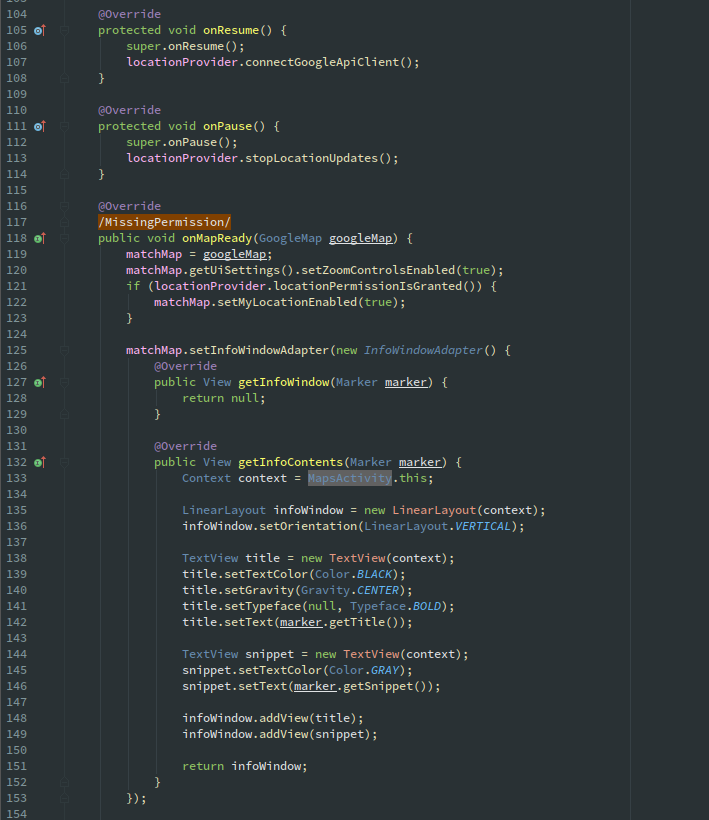 104 @Override
105 protected void onResume() {
106 super.onResume();
107 locationProvider.connectGoogleApiClient();
108 }
109
110 @Override
111 protected void onPause() {
112 super.onPause();
113 locationProvider.stopLocationUpdates();
114 }
115
116 @Override
117 /MissingPermission/
118 public void onMapReady(GoogleMap googleMap) {
119 matchMap = googleMap;
120 matchMap.getUiSettings().setZoomControlsEnabled(true);
121 if (locationProvider.locationPermissionIsGranted()) {
122 matchMap.setMyLocationEnabled(true);
123 }
124
125 matchMap.setInfoWindowAdapter(new InfoWindowAdapter() {
126 @Override
127 public View getInfoWindow(Marker marker) {
128 return null;
129 }
130
131 @Override
132 public View getInfoContents(Marker marker) {
133 Context context = MapsActivity.this;
134
135 LinearLayout infoWindow = new LinearLayout(context);
136 infoWindow.setOrientation(LinearLayout.VERTICAL);
137
138 TextView title = new TextView(context);
139 title.setTextColor(Color.BLACK);
140 title.setGravity(Gravity.CENTER);
141 title.setTypeface(null, Typeface.BOLD);
142 title.setText(marker.getTitle());
143
144 TextView snippet = new TextView(context);
145 snippet.setTextColor(Color.GRAY);
146 snippet.setText(marker.getSnippet());
147
148 infoWindow.addView(title);
149 infoWindow.addView(snippet);
150
151 return infoWindow;
152 }
153 });
154